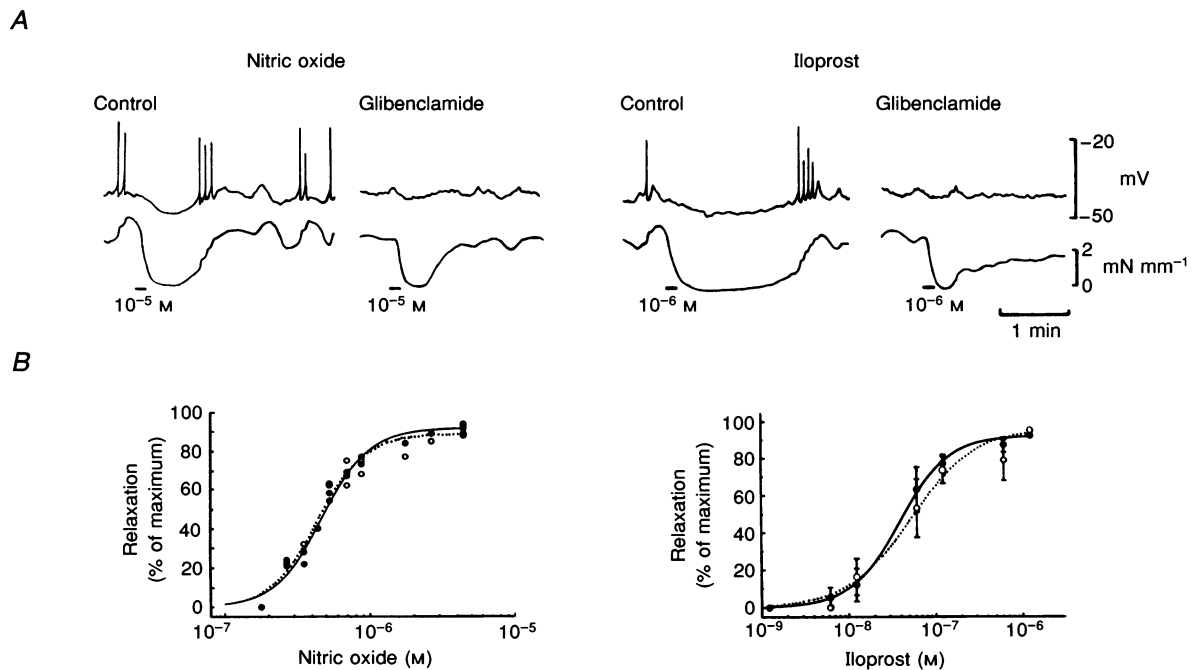 A
Nitric oxide
Iloprost
Control
Glibenclamide
Control
Glibenclamide
−20
mV
−50
2
mN mm⁻¹
0
10⁻⁵ M
10⁻⁵ M
10⁻⁶ M
10⁻⁶ M
1 min
B
Relaxation
(% of maximum)
100
80
60
40
20
0
10⁻⁷
10⁻⁶
10⁻⁵
Nitric oxide (M)
Relaxation
(% of maximum)
100
80
60
40
20
0
10⁻⁹
10⁻⁸
10⁻⁷
10⁻⁶
Iloprost (M)